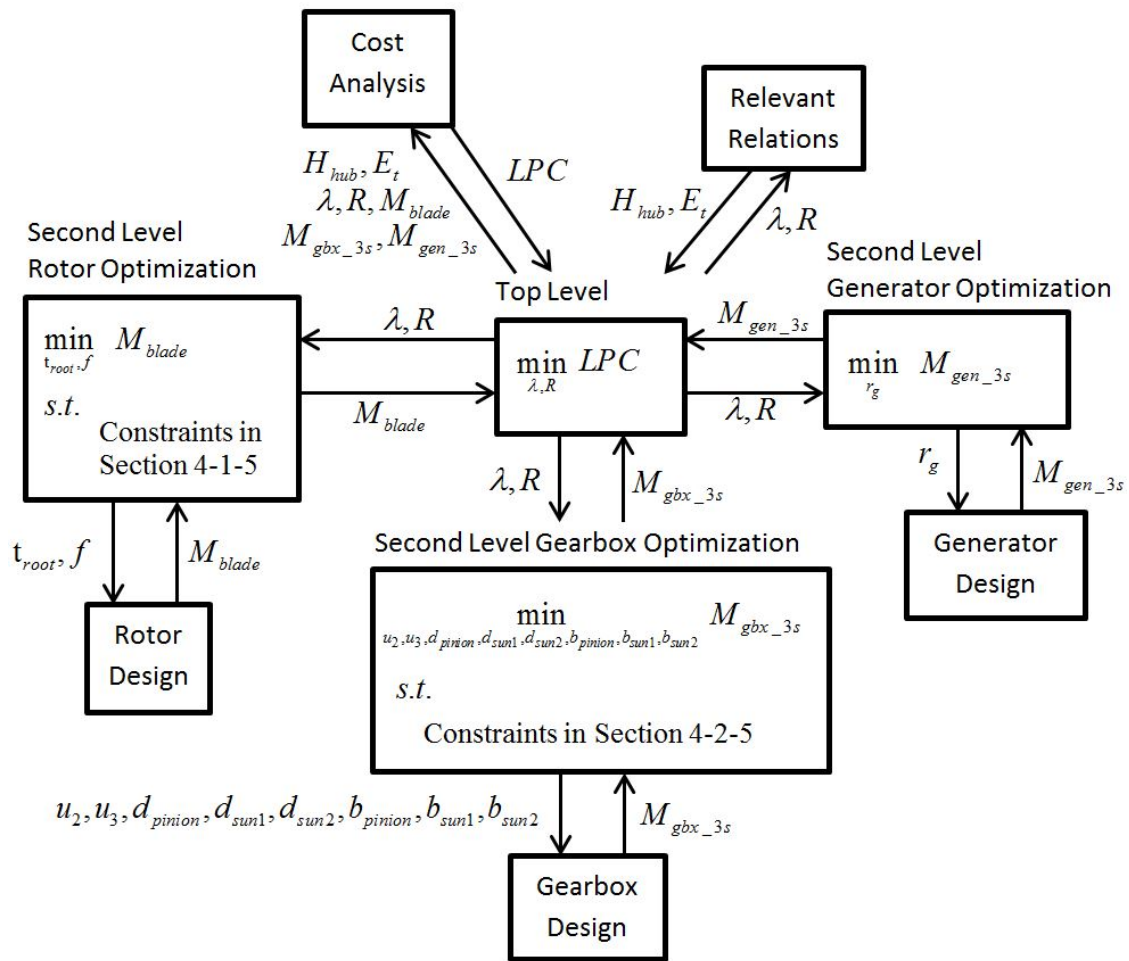 Cost
Analysis
Relevant
Relations
H_hub, E_t
λ, R, M_blade
M_gbx_3s, M_gen_3s
LPC
H_hub, E_t
λ, R
Second Level
Rotor Optimization
Top Level
Second Level
Generator Optimization
min M_blade
t_root, f
s.t.
Constraints in
Section 4-1-5
λ, R
M_blade
min LPC
λ, R
M_gen_3s
λ, R
min M_gen_3s
r_g
λ, R
M_gbx_3s
r_g
M_gen_3s
Generator
Design
t_root, f
M_blade
Rotor
Design
Second Level Gearbox Optimization
min M_gbx_3s
u_2, u_3, d_pinion, d_sun1, d_sun2, b_pinion, b_sun1, b_sun2
s.t.
Constraints in Section 4-2-5
u_2, u_3, d_pinion, d_sun1, d_sun2, b_pinion, b_sun1, b_sun2
M_gbx_3s
Gearbox
Design